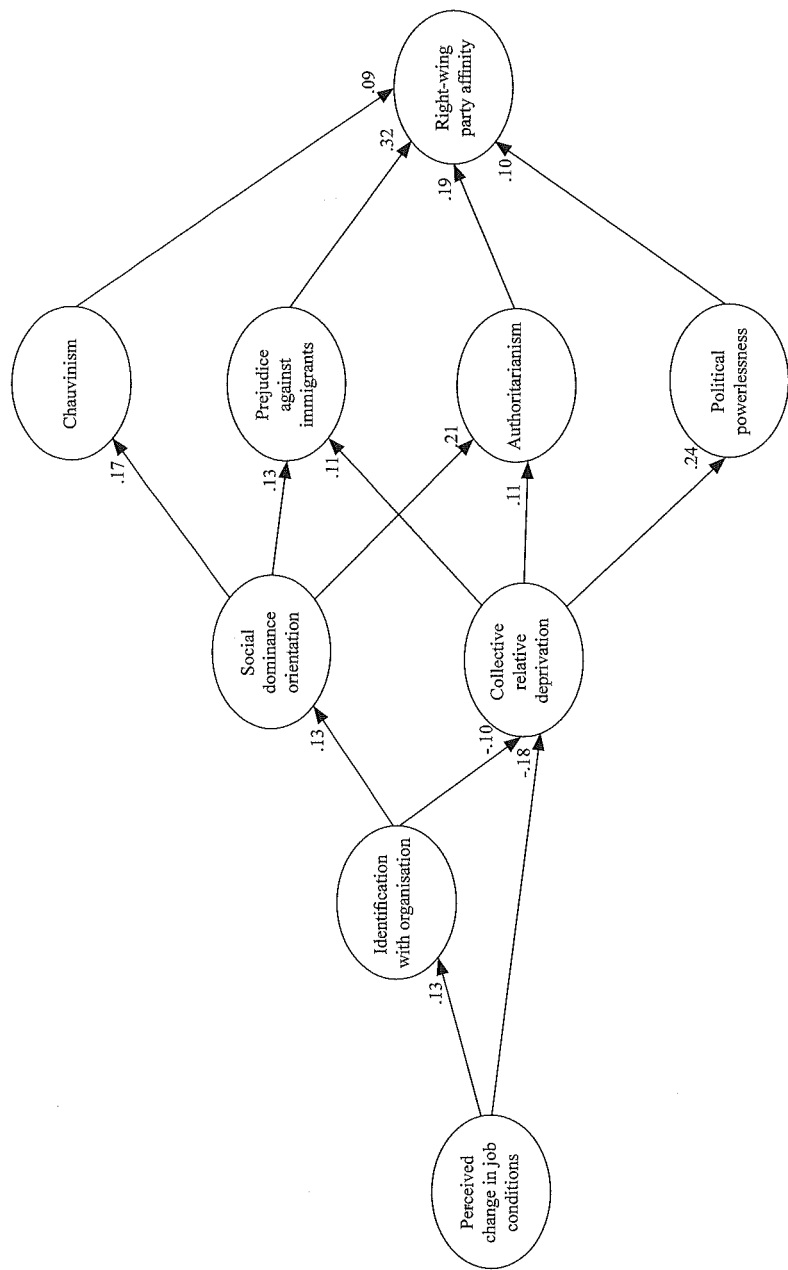 Perceived
change in job
conditions
.13
Identification
with organisation
.13
-.10
-.18
Social
dominance
orientation
Collective
relative
deprivation
.17
.13
.11
.21
.11
.24
Chauvinism
Prejudice
against
immigrants
Authoritarianism
Political
powerlessness
.09
.32
.19
.10
Right-wing
party affinity